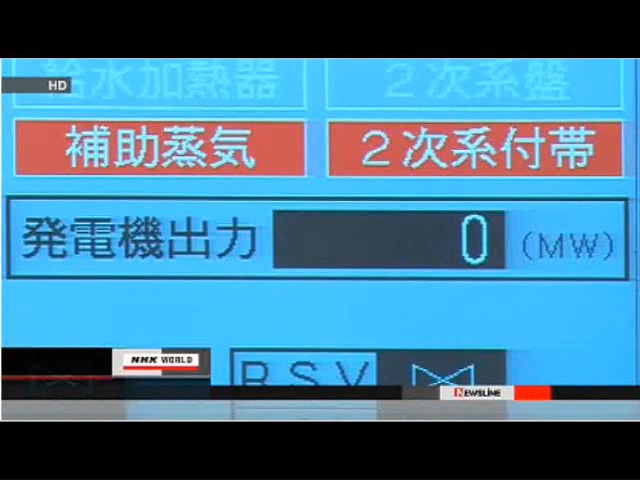 HD
給水加熱器 2次系盤
補助蒸気 2次系付帯
発電機出力 0 (MW)
NHK WORLD
RSV
NEWSLINE